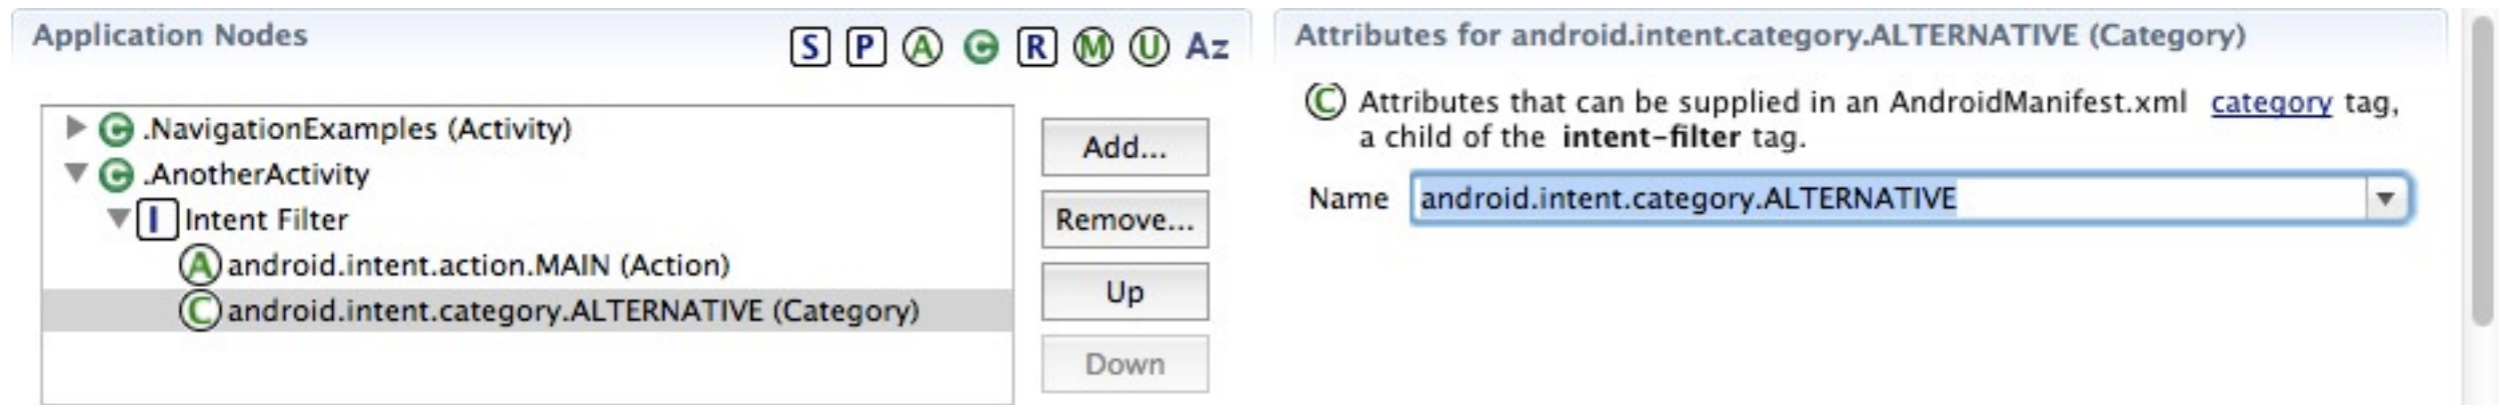 Application Nodes
S P A C R M U Az
C .NavigationExamples (Activity)
C .AnotherActivity
I Intent Filter
A android.intent.action.MAIN (Action)
C android.intent.category.ALTERNATIVE (Category)
Add...
Remove...
Up
Down
Attributes for android.intent.category.ALTERNATIVE (Category)
C Attributes that can be supplied in an AndroidManifest.xml category tag,
a child of the intent-filter tag.
Name android.intent.category.ALTERNATIVE